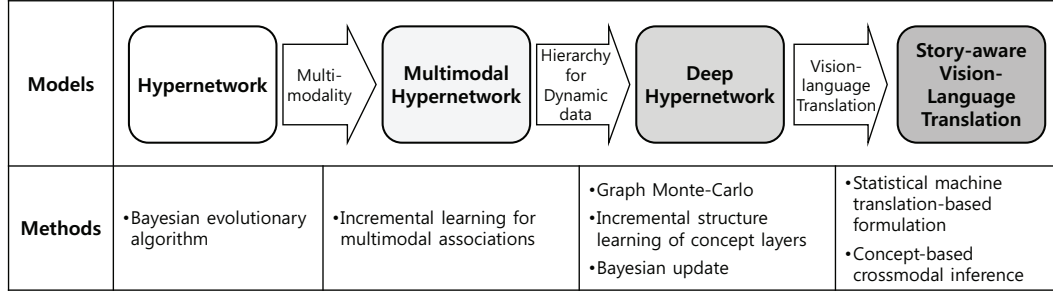 Models
Hypernetwork
Multi-
modality
Multimodal
Hypernetwork
Hierarchy
for
Dynamic
data
Deep
Hypernetwork
Vision-
language
Translation
Story-aware
Vision-
Language
Translation
Methods
•Bayesian evolutionary
algorithm
•Incremental learning for
multimodal associations
•Graph Monte-Carlo
•Incremental structure
learning of concept layers
•Bayesian update
•Statistical machine
translation-based
formulation
•Concept-based
crossmodal inference